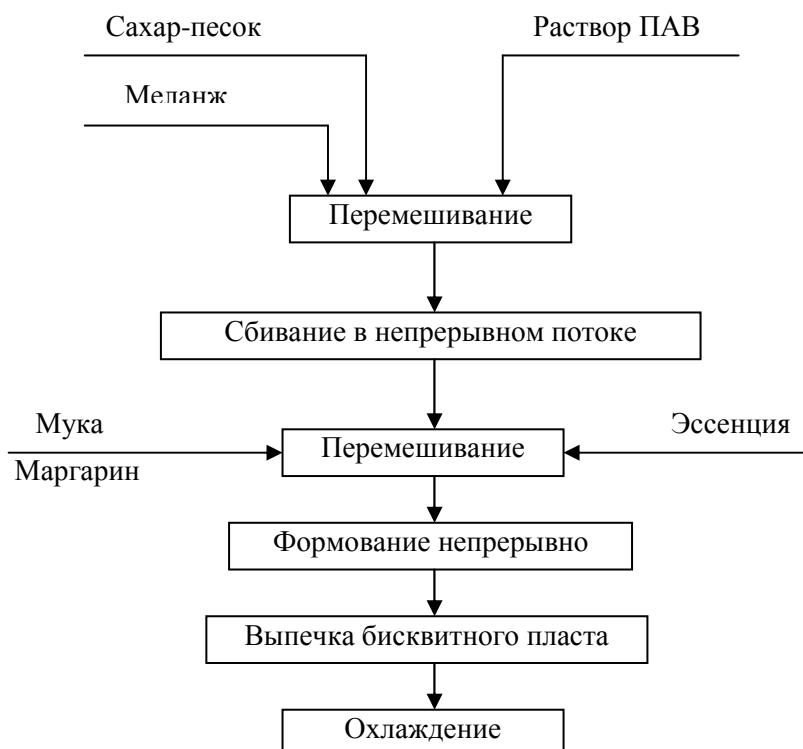 Сахар-песок
Раствор ПАВ
Меланж
Перемешивание
Сбивание в непрерывном потоке
Мука
Эссенция
Перемешивание
Маргарин
Формование непрерывно
Выпечка бисквитного пласта
Охлаждение